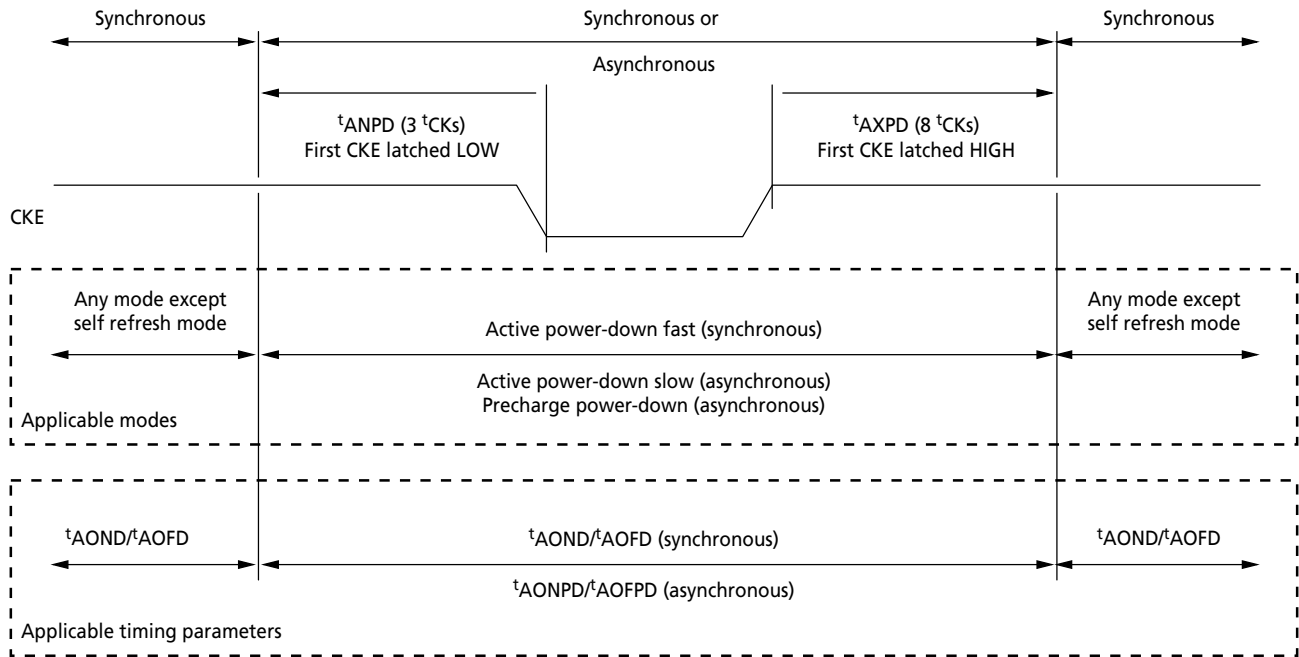 Synchronous
Synchronous or
Asynchronous
Synchronous
tANPD (3 tCKs)
First CKE latched LOW
tAXPD (8 tCKs)
First CKE latched HIGH
CKE
Any mode except
self refresh mode
Active power-down fast (synchronous)
Active power-down slow (asynchronous)
Precharge power-down (asynchronous)
Any mode except
self refresh mode
Applicable modes
tAOND/tAOFD
tAOND/tAOFD (synchronous)
tAONPD/tAOFPD (asynchronous)
tAOND/tAOFD
Applicable timing parameters